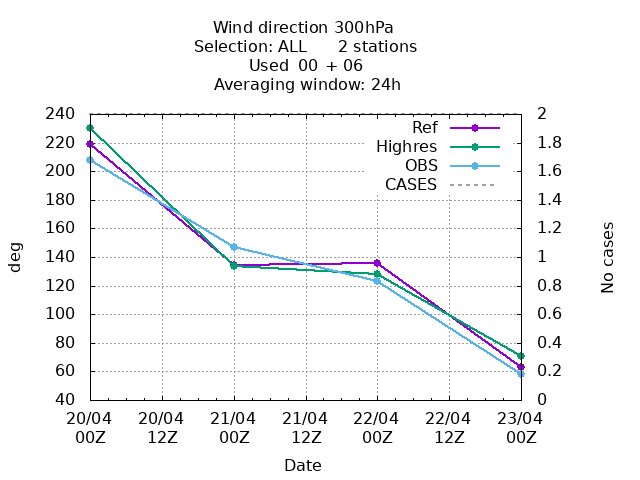 Wind direction 300hPa
Selection: ALL      2 stations
Used  00 + 06
Averaging window: 24h
240 2
220 1.8
200 1.6
180 1.4
160 1.2
140 1
120 0.8
100 0.6
80 0.4
60 0.2
40 0
Ref
Highres
OBS
CASES
deg
No cases
20/04 20/04 21/04 21/04 22/04 22/04 23/04
00Z 12Z 00Z 12Z 00Z 12Z 00Z
Date